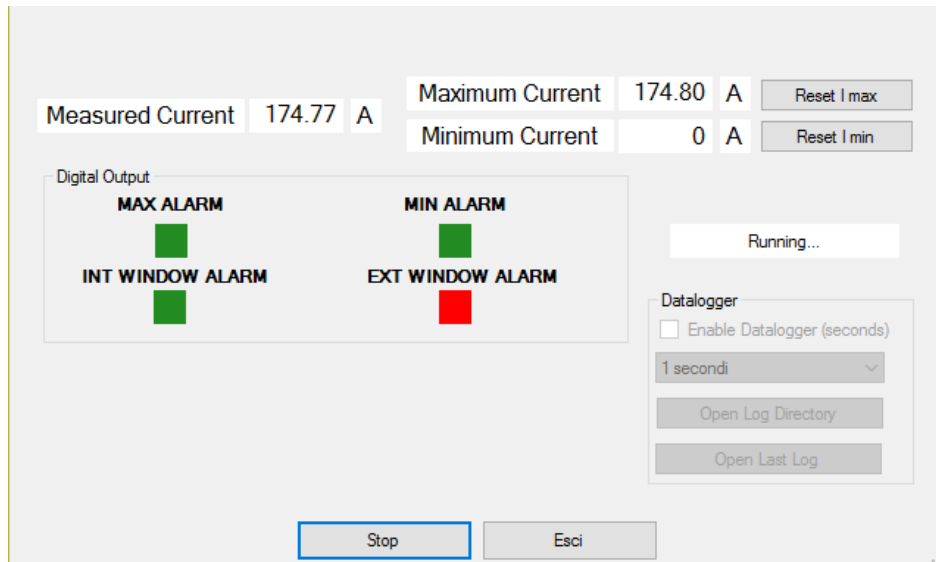 Measured Current 174.77 A
Maximum Current 174.80 A Reset I max
Minimum Current 0 A Reset I min
Digital Output
MAX ALARM MIN ALARM
INT WINDOW ALARM EXT WINDOW ALARM
Running...
Datalogger
Enable Datalogger (seconds)
1 secondi
Open Log Directory
Open Last Log
Stop Esci